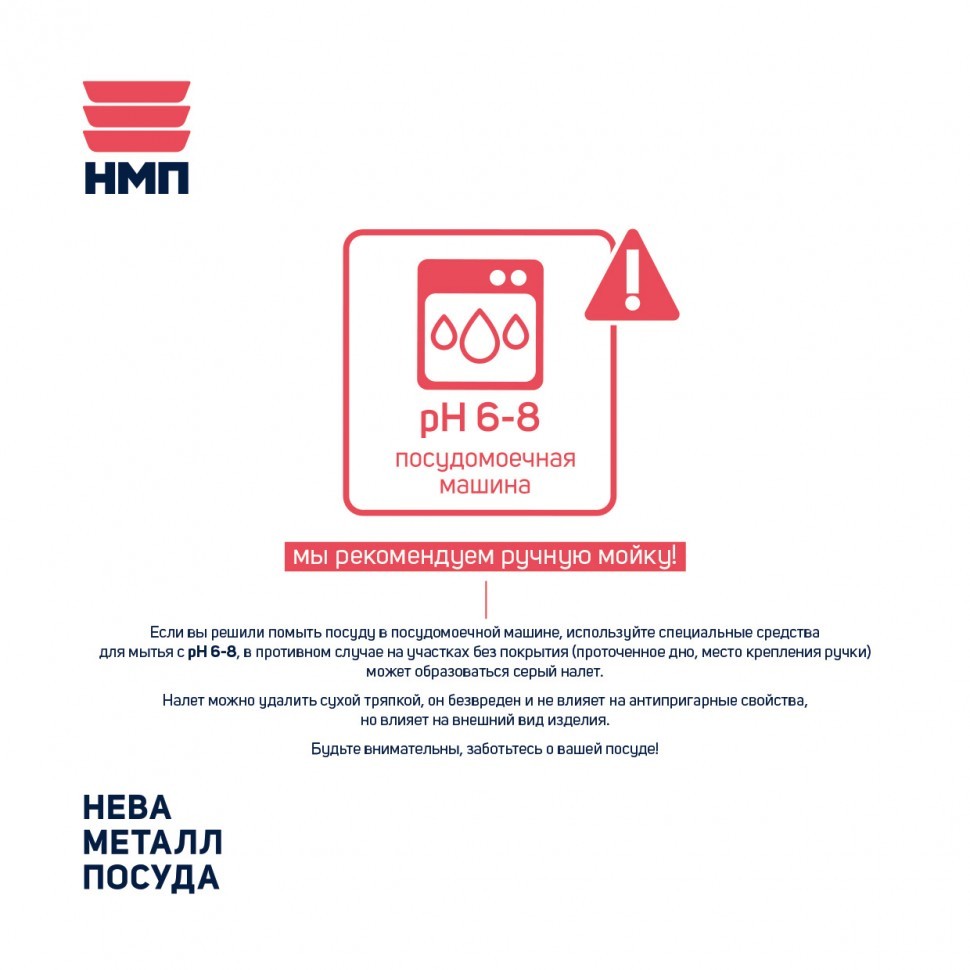 НМП
pH 6-8
посудомоечная
машина
мы рекомендуем ручную мойку!
Если вы решили помыть посуду в посудомоечной машине, используйте специальные средства
для мытья с pH 6-8, в противном случае на участках без покрытия (проточенное дно, место крепления ручки)
может образоваться серый налет.
Налет можно удалить сухой тряпкой, он безвреден и не влияет на антипригарные свойства,
но влияет на внешний вид изделия.
Будьте внимательны, заботьтесь о вашей посуде!
НЕВА
МЕТАЛЛ
ПОСУДА